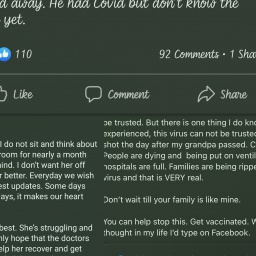 d away. He had Covid but don't know the
yet.
110
92 Comments • 1 Sha
Like
Comment
Share
I do not sit and think about
room for nearly a month
ind. I don't want her off
r better. Everyday we wish
est updates. Some days
ays, it makes our heart
best. She's struggling and
nly hope that the doctors
elp her recover and get
be trusted. But there is one thing I do kno
experienced, this virus can not be trusted
shot the day after my grandpa passed. C
People are dying and being put on ventil
hospitals are full. Families are being ripp
virus and that is VERY real.
Don't wait till your family is like mine.
You can help stop this. Get vaccinated. W
thought in my life I'd type on Facebook.